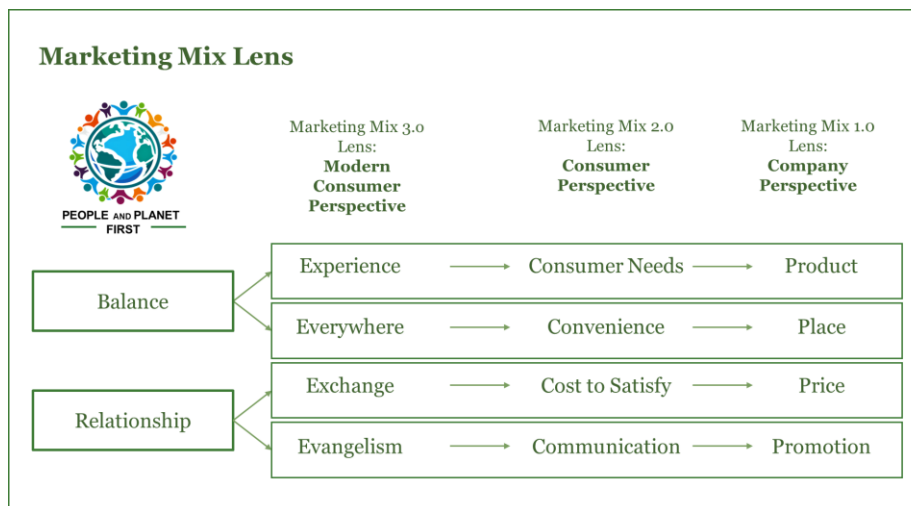 Marketing Mix Lens
PEOPLE AND PLANET
FIRST
Marketing Mix 3.0
Lens:
Modern
Consumer
Perspective
Marketing Mix 2.0
Lens:
Consumer
Perspective
Marketing Mix 1.0
Lens:
Company
Perspective
Balance
Experience
Consumer Needs
Product
Everywhere
Convenience
Place
Relationship
Exchange
Cost to Satisfy
Price
Evangelism
Communication
Promotion